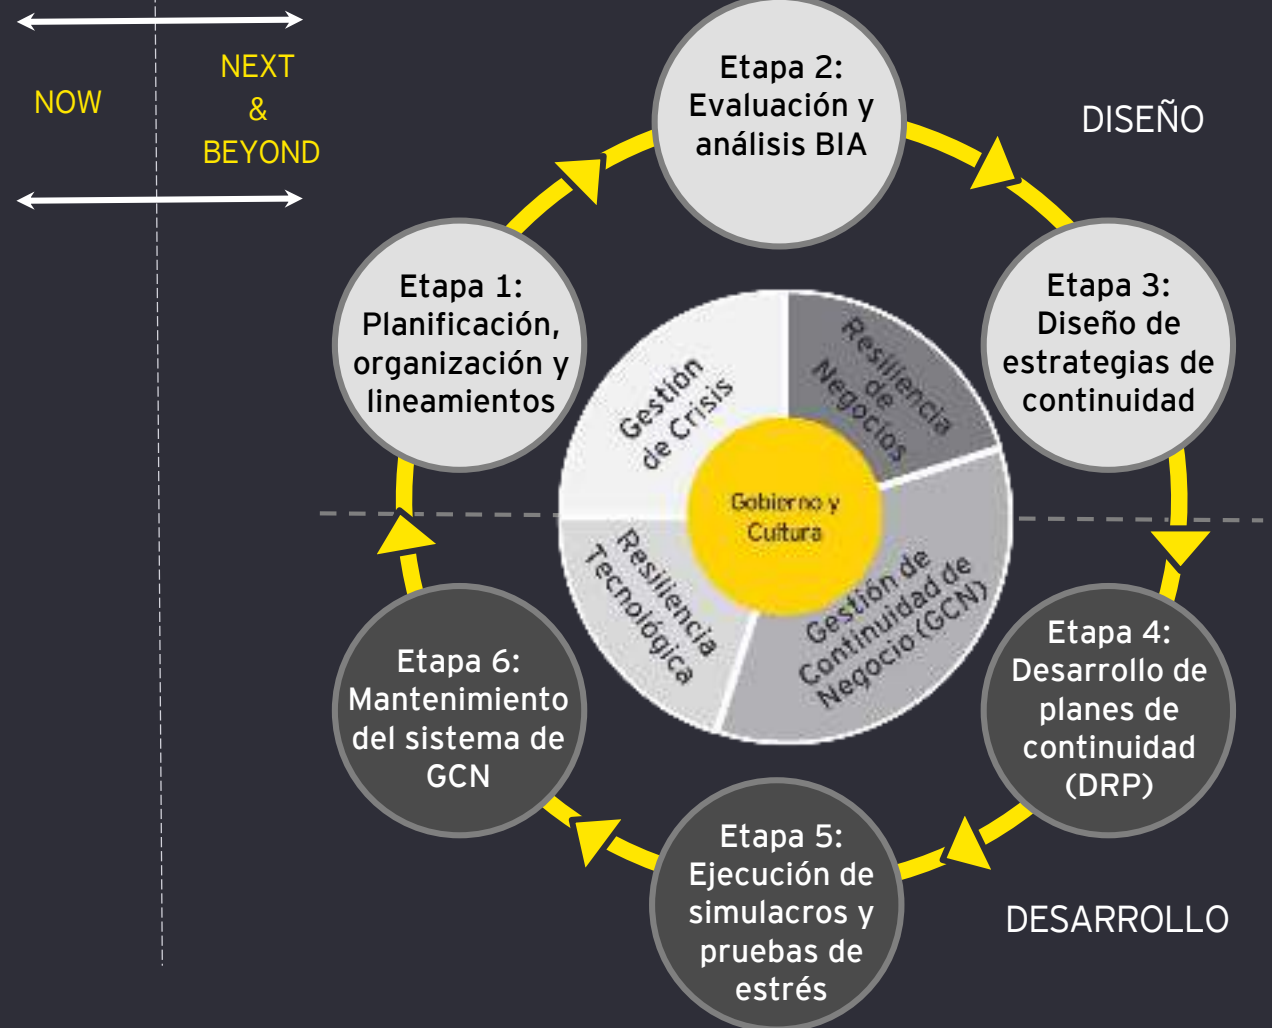 NOW
NEXT
&
BEYOND
DISEÑO
Etapa 1:
Planificación,
organización y
lineamientos
Etapa 2:
Evaluación y
análisis BIA
Etapa 3:
Diseño de
estrategias de
continuidad
Etapa 4:
Desarrollo de
planes de
continuidad
(DRP)
Etapa 5:
Ejecución de
simulacros y
pruebas de
estrés
Etapa 6:
Mantenimiento
del sistema de
GCN
Gestión
de Crisis
Resiliencia
de
Negocios
Gobierno y
Cultura
Resiliencia
Tecnológica
Gestión de
Continuidad de
Negocio (GCN)
DESARROLLO